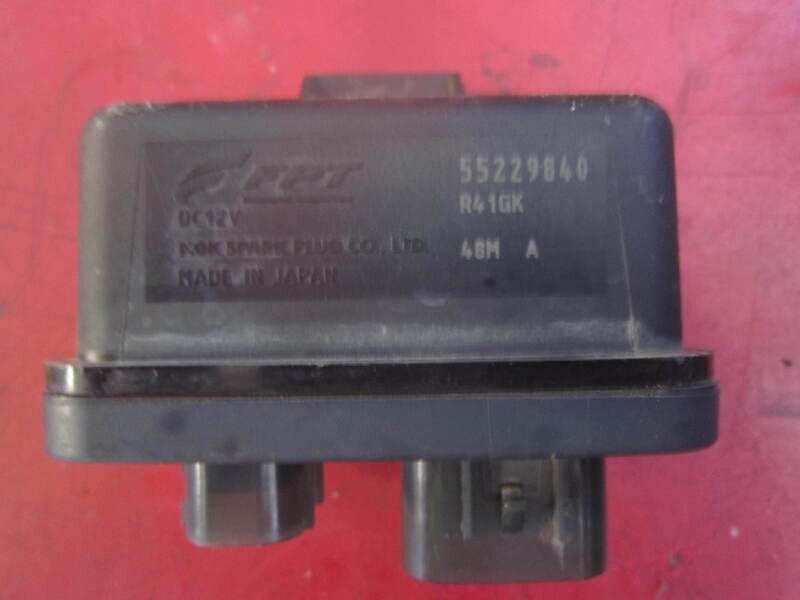 FPT
55229840
DC12V
R41GK
NGK SPARK PLUG CO., LTD.
48M A
MADE IN JAPAN